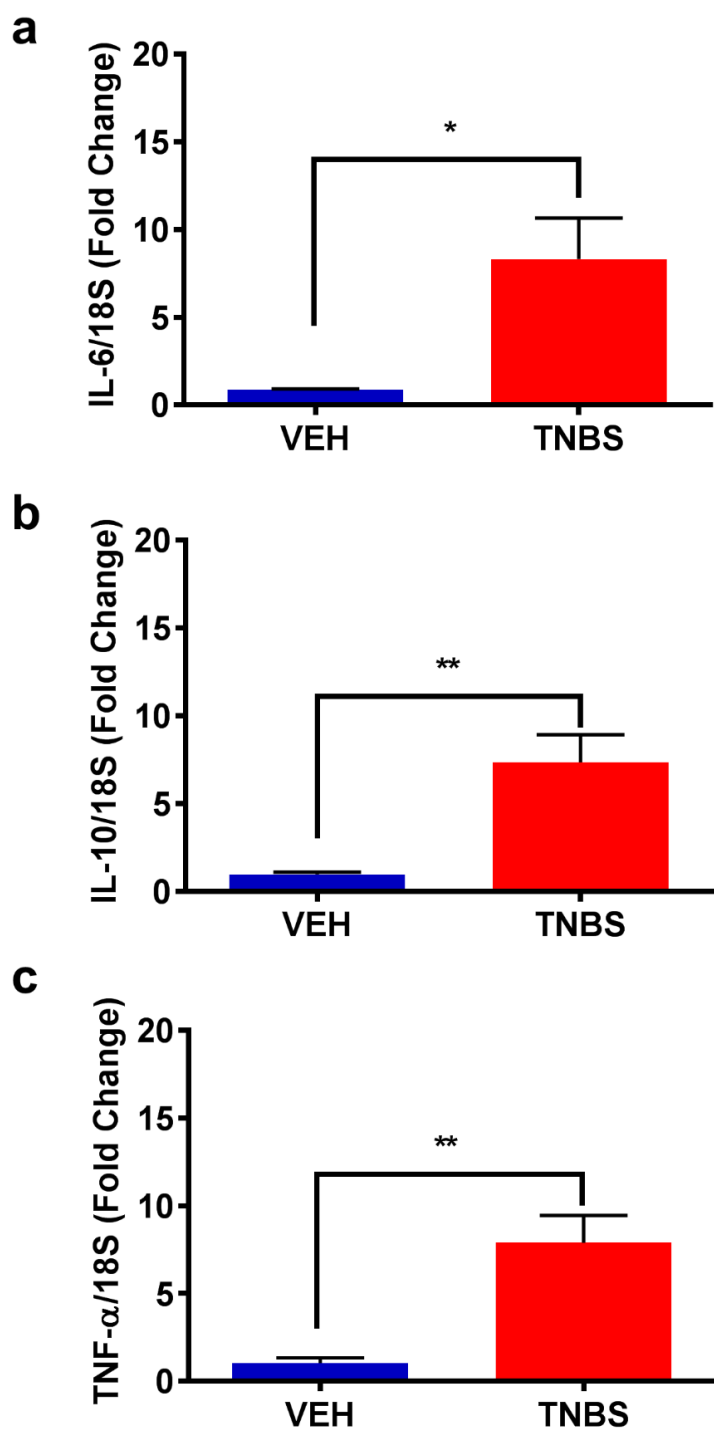 a
IL-6/18S (Fold Change)
20
15
10
5
0
*
VEH TNBS
b
IL-10/18S (Fold Change)
20
15
10
5
0
**
VEH TNBS
c
TNF-α/18S (Fold Change)
20
15
10
5
0
**
VEH TNBS